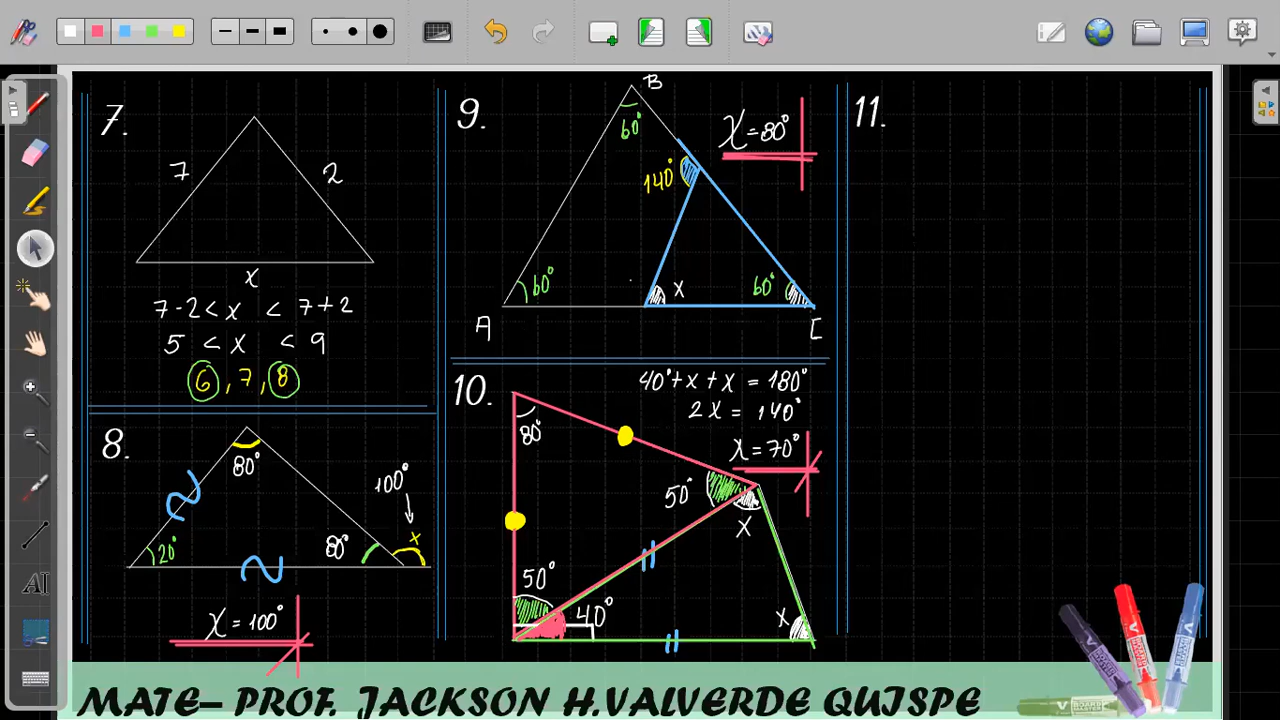 7.
7
2
x
7-2 < x < 7+2
5 < x < 9
6, 7, 8
8.
80°
100°
20°
80°
x
x = 100°
9.
B
60°
x = 80°
140°
60°
x
60°
A
C
10.
40° + x + x = 180°
2x = 140°
x = 70°
80°
50°
x
50°
40°
x
11.
MATE– PROF. JACKSON H.VALVERDE QUISPE